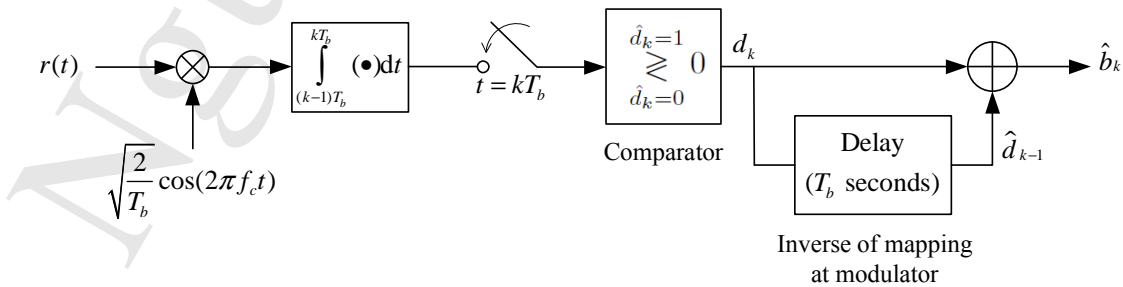 r(t)
√(2/T_b) cos(2πf_c t)
∫_{(k−1)T_b}^{kT_b} (•)dt
t = kT_b
d̂_k=1
≷ 0
d̂_k=0
Comparator
d_k
Delay
(T_b seconds)
Inverse of mapping
at modulator
d̂_{k−1}
b̂_k
Ngu